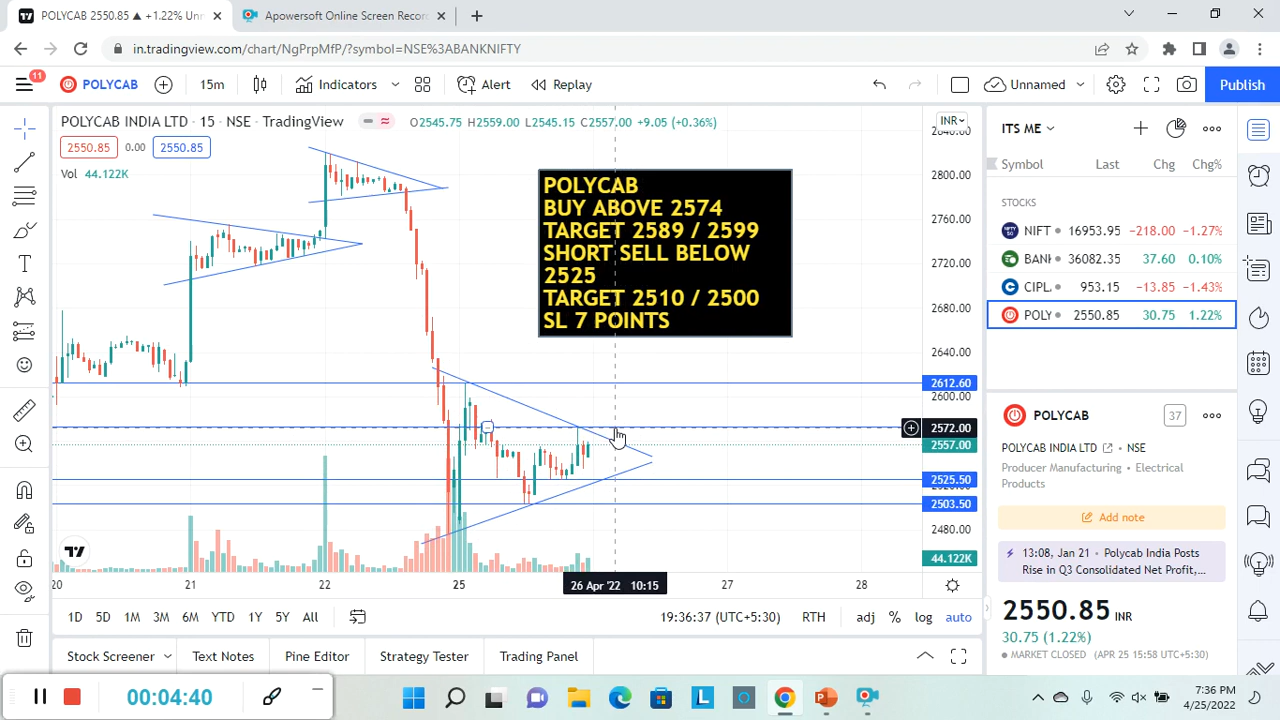 POLYCAB 2550.85 ▲ +1.22% Unn
Apowersoft Online Screen Recor
in.tradingview.com/chart/NgPrpMfP/?symbol=NSE%3ABANKNIFTY
11
POLYCAB
15m
Indicators
Alert
Replay
Unnamed
Publish
POLYCAB INDIA LTD · 15 · NSE · TradingView
O2545.75 H2559.00 L2545.15 C2557.00 +9.05 (+0.36%)
INR
2550.85
0.00
2550.85
Vol 44.122K
POLYCAB
BUY ABOVE 2574
TARGET 2589 / 2599
SHORT SELL BELOW
2525
TARGET 2510 / 2500
SL 7 POINTS
2800.00
2760.00
2720.00
2680.00
2640.00
2612.60
2600.00
2572.00
2557.00
2525.50
2503.50
2480.00
44.122K
20
21
22
25
26 Apr '22 10:15
27
28
1D
5D
1M
3M
6M
YTD
1Y
5Y
All
19:36:37 (UTC+5:30)
RTH
adj
%
log
auto
Stock Screener
Text Notes
Pine Editor
Strategy Tester
Trading Panel
ITS ME
Symbol
Last
Chg
Chg%
STOCKS
NIFT 16953.95 -218.00 -1.27%
BANK 36082.35 37.60 0.10%
CIPL 953.15 -13.85 -1.43%
POLY 2550.85 30.75 1.22%
POLYCAB
37
POLYCAB INDIA LTD • NSE
Producer Manufacturing • Electrical
Products
Add note
13:08, Jan 21 • Polycab India Posts
Rise in Q3 Consolidated Net Profit,...
2550.85 INR
30.75 (1.22%)
MARKET CLOSED (APR 25 15:58 UTC+5:30)
00:04:40
7:36 PM
4/25/2022